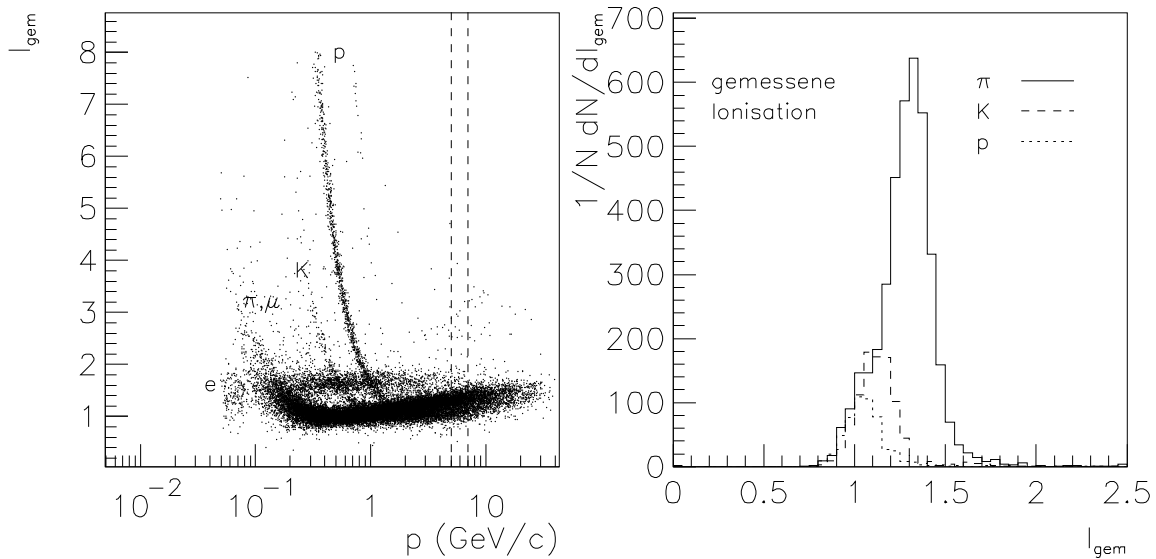 I_gem
8
7
6
5
4
3
2
1
p
K
π,μ
e
10^-2
10^-1
1
10
p (GeV/c)
1/N dN/dI_gem
700
600
500
400
300
200
100
0
gemessene
Ionisation
π
K
p
0
0.5
1
1.5
2
2.5
I_gem